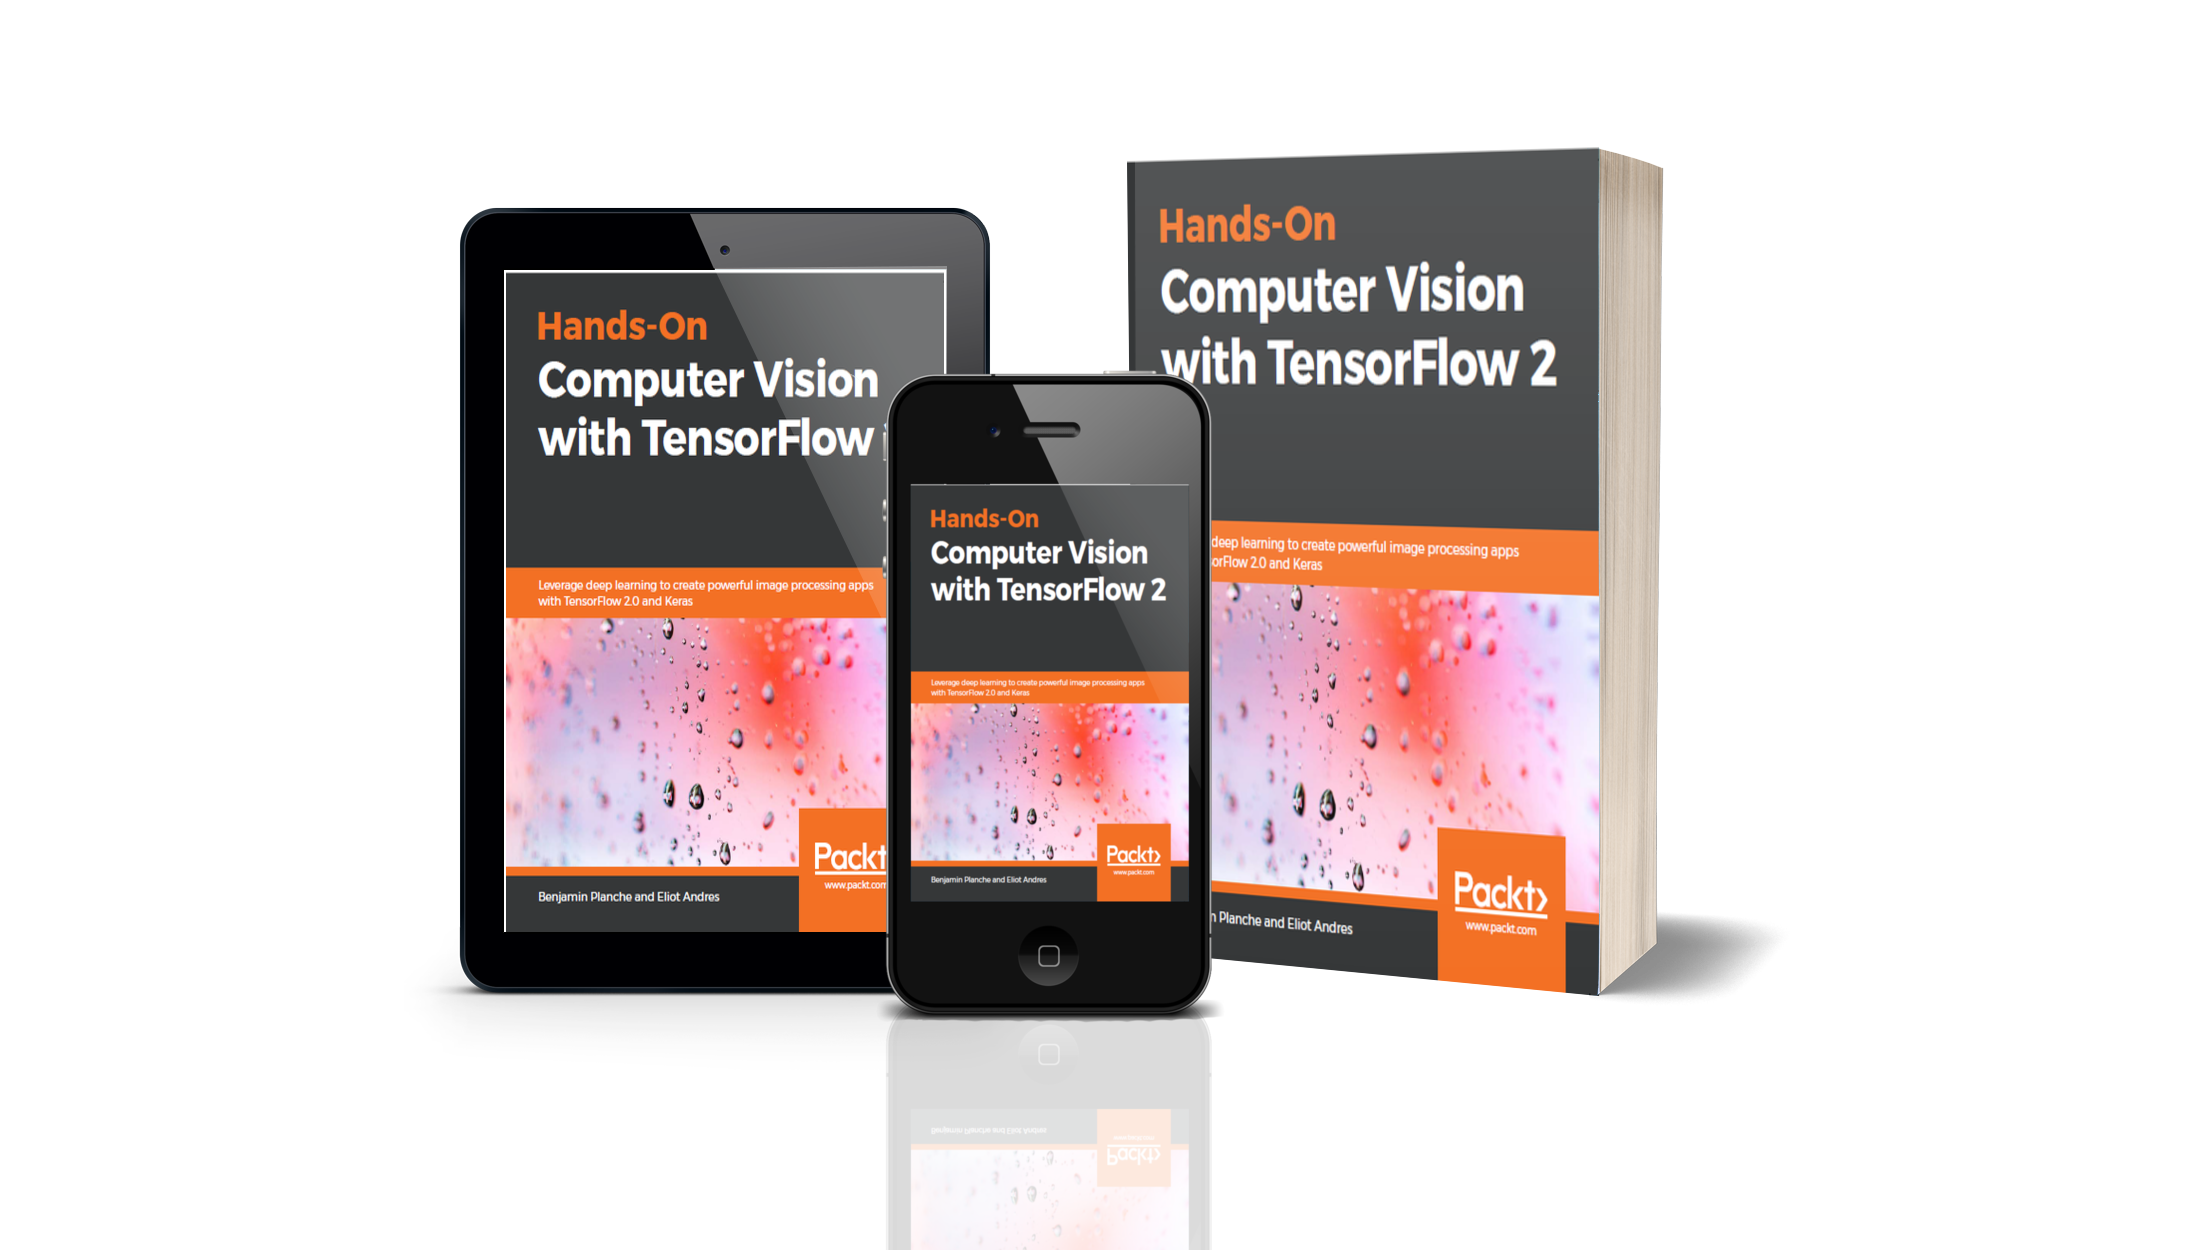 Hands-On
Computer Vision
with TensorFlow
Leverage deep learning to create powerful image processing apps
with TensorFlow 2.0 and Keras
Benjamin Planche and Eliot Andres
Packt
www.packt.com
Hands-On
Computer Vision
with TensorFlow 2
Leverage deep learning to create powerful image processing apps
with TensorFlow 2.0 and Keras
Benjamin Planche and Eliot Andres
Packt>
www.packt.com
Hands-On
Computer Vision
with TensorFlow 2
deep learning to create powerful image processing apps
orFlow 2.0 and Keras
n Planche and Eliot Andres
Packt>
www.packt.com